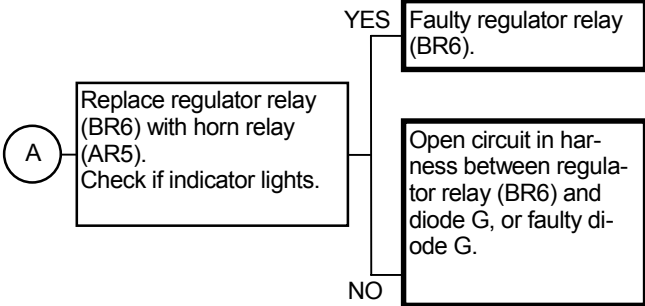 A
Replace regulator relay
(BR6) with horn relay
(AR5).
Check if indicator lights.
YES
Faulty regulator relay
(BR6).
NO
Open circuit in har-
ness between regula-
tor relay (BR6) and
diode G, or faulty di-
ode G.